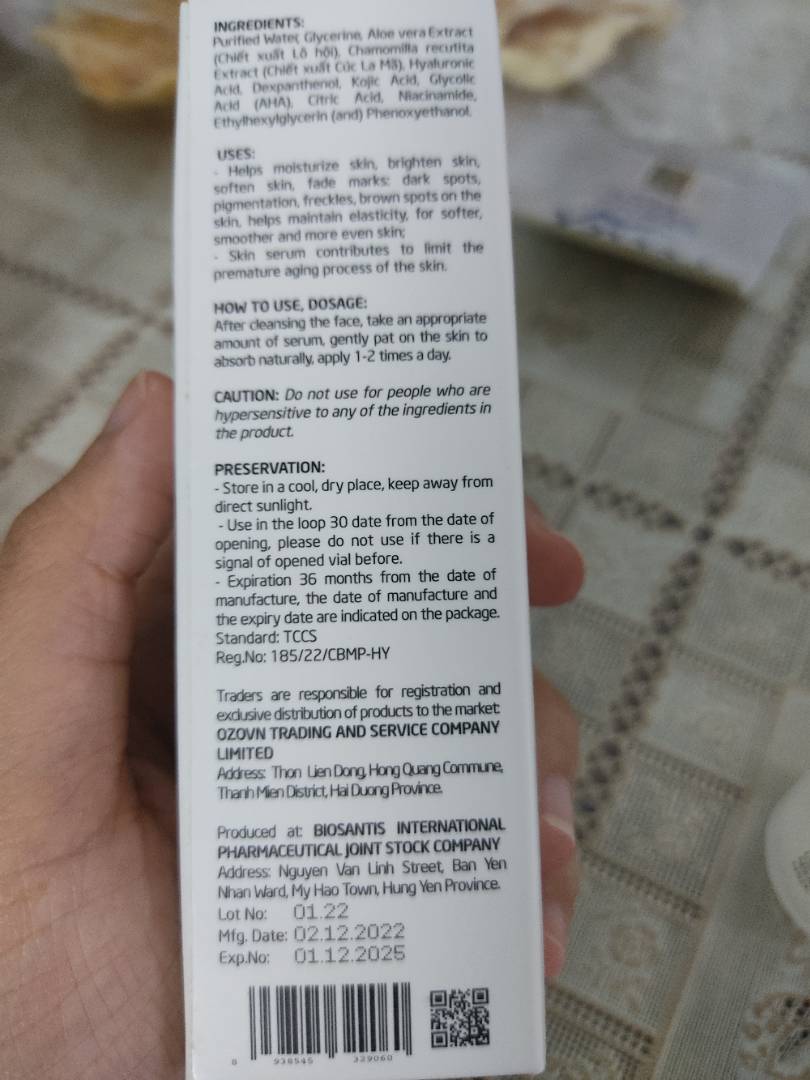 INGREDIENTS:
Purified Water, Glycerine, Aloe vera Extract
(Chiết xuất Lô hội), Chamomilla recutita
Extract (Chiết xuất Cúc La Mã), Hyaluronic
Acid, Dexpanthenol, Kojic Acid, Glycolic
Acid (AHA), Citric Acid, Niacinamide,
Ethylhexylglycerin (and) Phenoxyethanol.
USES:
- Helps moisturize skin, brighten skin,
soften skin, fade marks: dark spots,
pigmentation, freckles, brown spots on the
skin, helps maintain elasticity, for softer,
smoother and more even skin;
- Skin serum contributes to limit the
premature aging process of the skin.
HOW TO USE, DOSAGE:
After cleansing the face, take an appropriate
amount of serum, gently pat on the skin to
absorb naturally, apply 1-2 times a day.
CAUTION: Do not use for people who are
hypersensitive to any of the ingredients in
the product.
PRESERVATION:
- Store in a cool, dry place, keep away from
direct sunlight.
- Use in the loop 30 date from the date of
opening, please do not use if there is a
signal of opened vial before.
- Expiration 36 months from the date of
manufacture, the date of manufacture and
the expiry date are indicated on the package.
Standard: TCCS
Reg.No: 185/22/CBMP-HY
Traders are responsible for registration and
exclusive distribution of products to the market:
OZOVN TRADING AND SERVICE COMPANY
LIMITED
Address: Thon Lien Dong, Hong Quang Commune,
Thanh Mien District, Hai Duong Province.
Produced at: BIOSANTIS INTERNATIONAL
PHARMACEUTICAL JOINT STOCK COMPANY
Address: Nguyen Van Linh Street, Ban Yen
Nhan Ward, My Hao Town, Hung Yen Province.
Lot No: 01.22
Mfg. Date: 02.12.2022
Exp.No: 01.12.2025
8 938545 329060